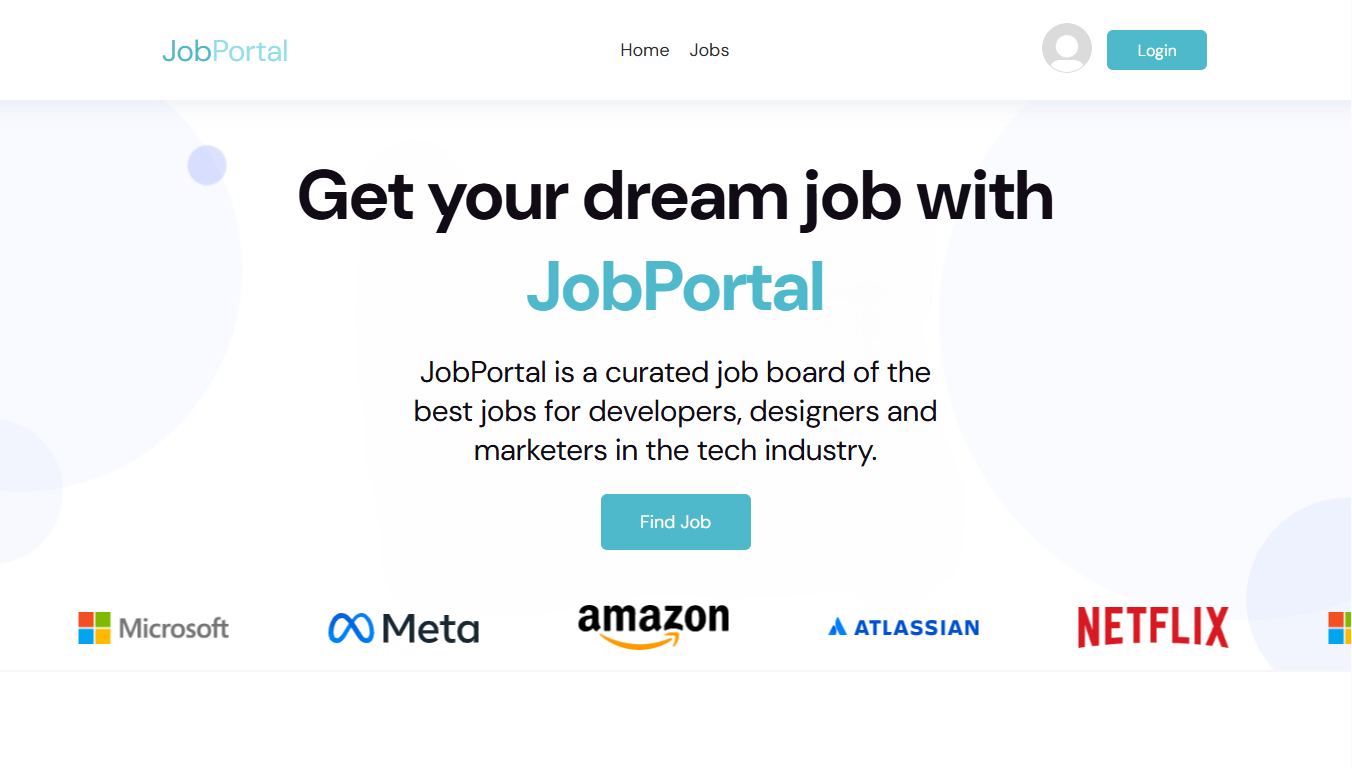 JobPortal
Home Jobs
Login
Get your dream job with
JobPortal
JobPortal is a curated job board of the
best jobs for developers, designers and
marketers in the tech industry.
Find Job
Microsoft Meta amazon ATLASSIAN NETFLIX